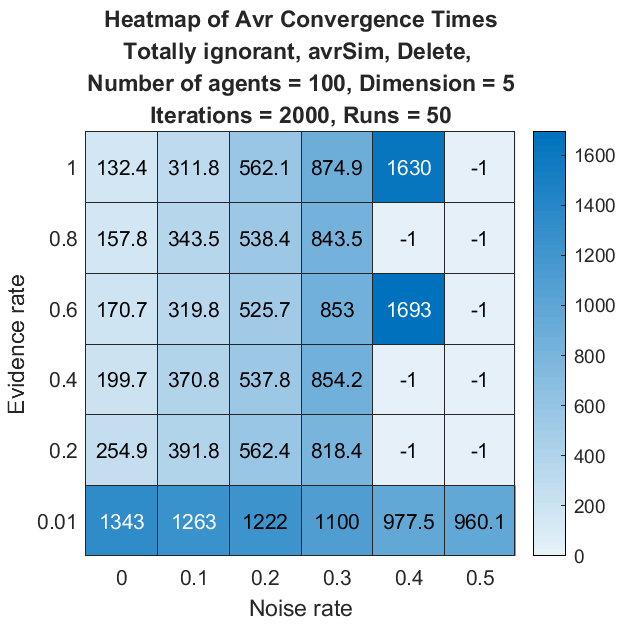 Heatmap of Avr Convergence Times
Totally ignorant, avrSim, Delete,
Number of agents = 100, Dimension = 5
Iterations = 2000, Runs = 50
1 132.4 311.8 562.1 874.9 1630 -1
0.8 157.8 343.5 538.4 843.5 -1 -1
0.6 170.7 319.8 525.7 853 1693 -1
0.4 199.7 370.8 537.8 854.2 -1 -1
0.2 254.9 391.8 562.4 818.4 -1 -1
0.01 1343 1263 1222 1100 977.5 960.1
0 0.1 0.2 0.3 0.4 0.5
Noise rate
Evidence rate
1600
1400
1200
1000
800
600
400
200
0